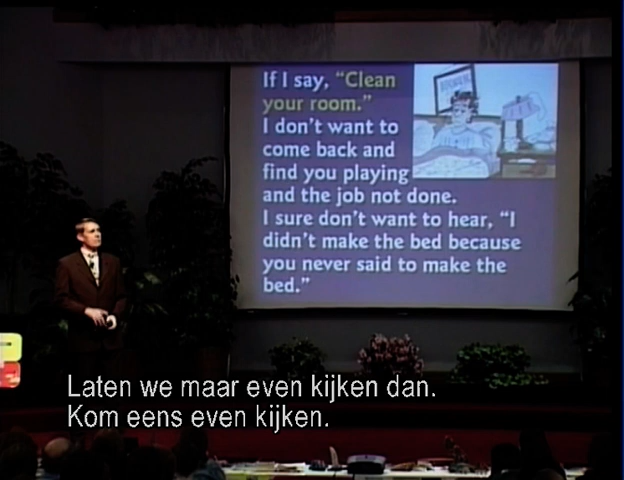 If I say, “Clean
your room.”
I don’t want to
come back and
find you playing
and the job not done.
I sure don’t want to hear, “I
didn’t make the bed because
you never said to make the
bed.”
Laten we maar even kijken dan.
Kom eens even kijken.